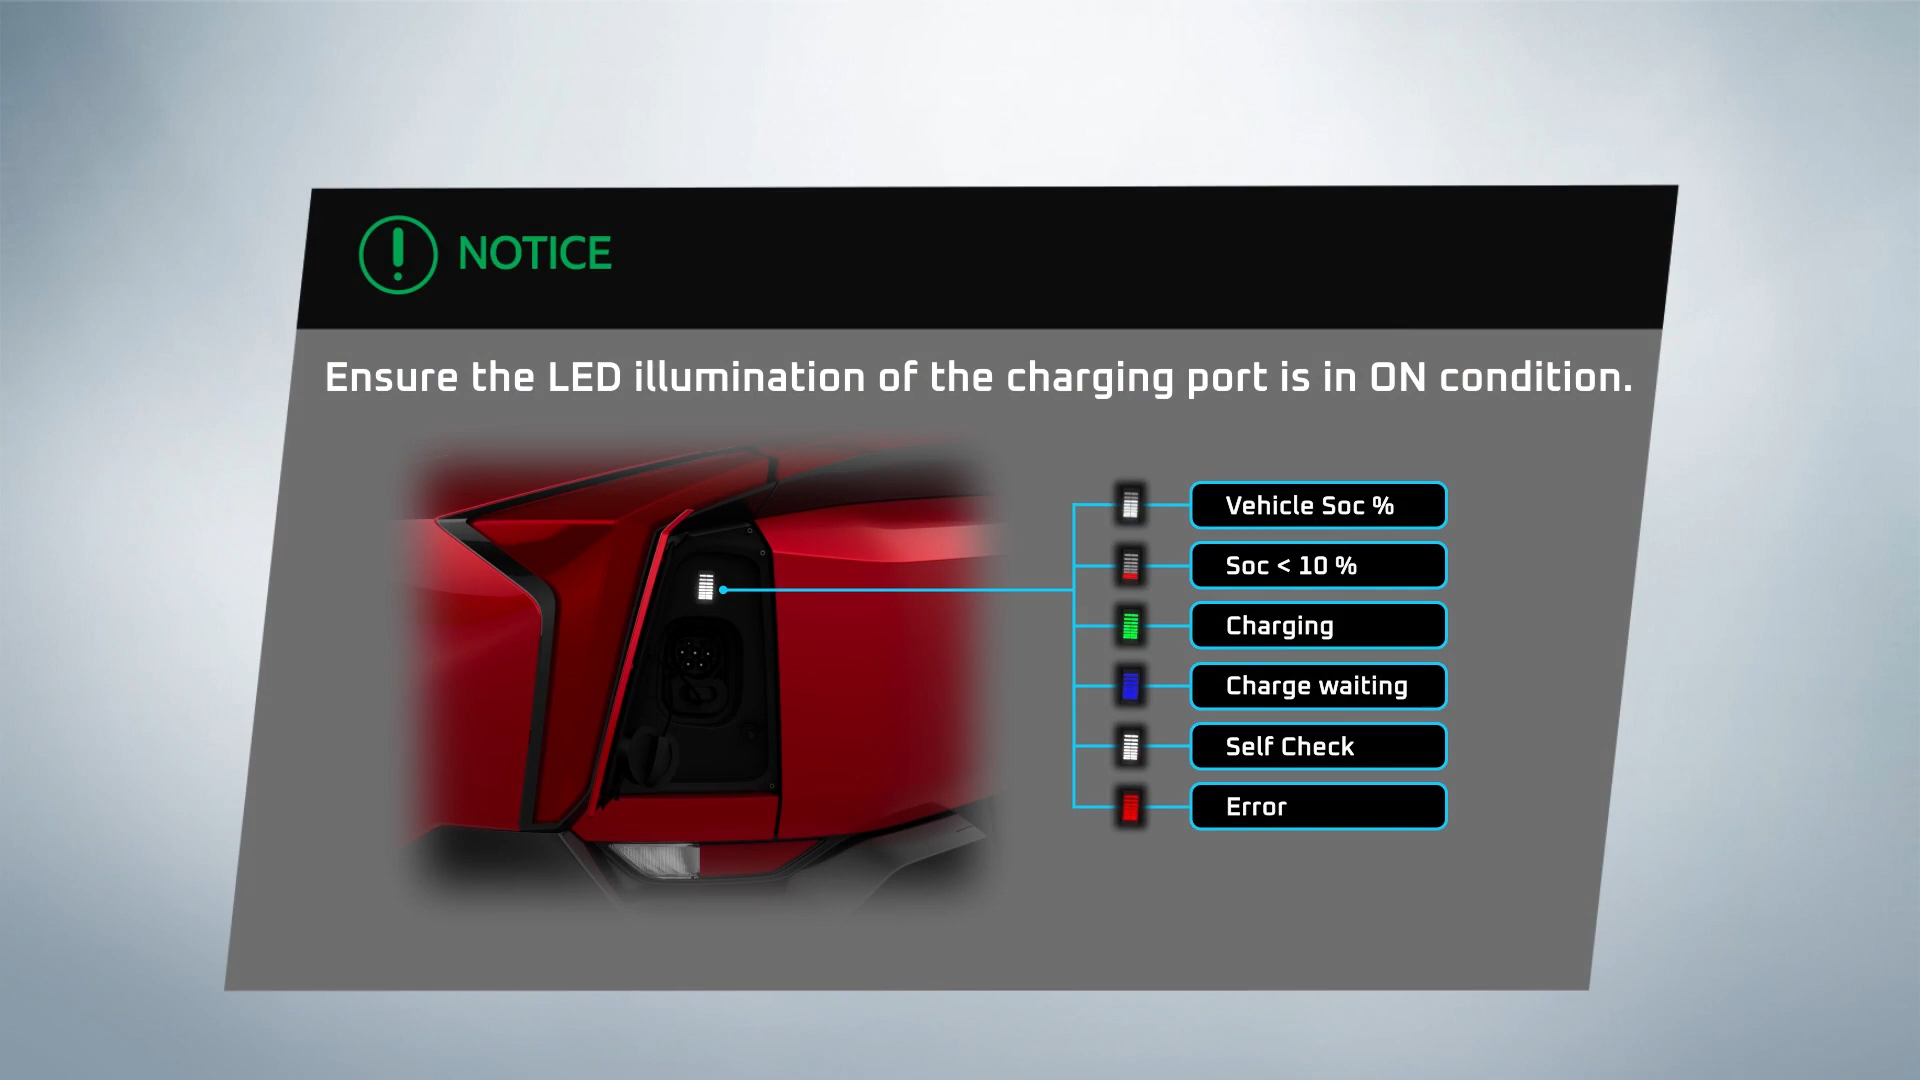 NOTICE
Ensure the LED illumination of the charging port is in ON condition.
Vehicle Soc %
Soc < 10 %
Charging
Charge waiting
Self Check
Error